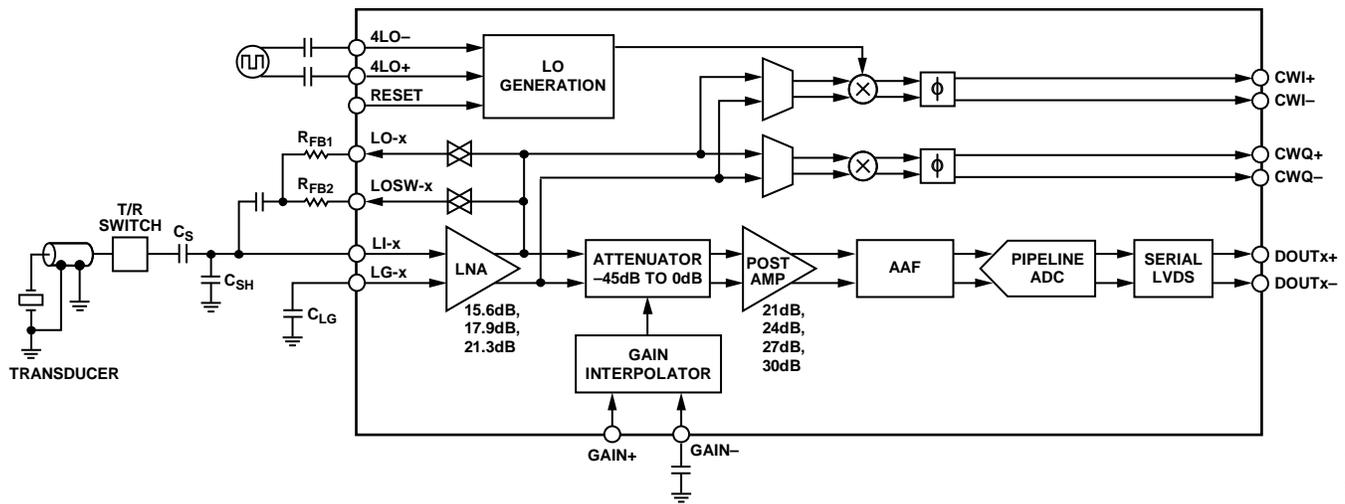 4LO–
4LO+
RESET
LO
GENERATION
CWI+
CWI–
ϕ
RFB1
LO-x
CWQ+
CWQ–
ϕ
RFB2
LOSW-x
T/R
SWITCH
CS
LI-x
LG-x
CSH
CLG
LNA
15.6dB,
17.9dB,
21.3dB
ATTENUATOR
–45dB TO 0dB
POST
AMP
21dB,
24dB,
27dB,
30dB
AAF
PIPELINE
ADC
SERIAL
LVDS
DOUTx+
DOUTx–
GAIN
INTERPOLATOR
TRANSDUCER
GAIN+
GAIN–